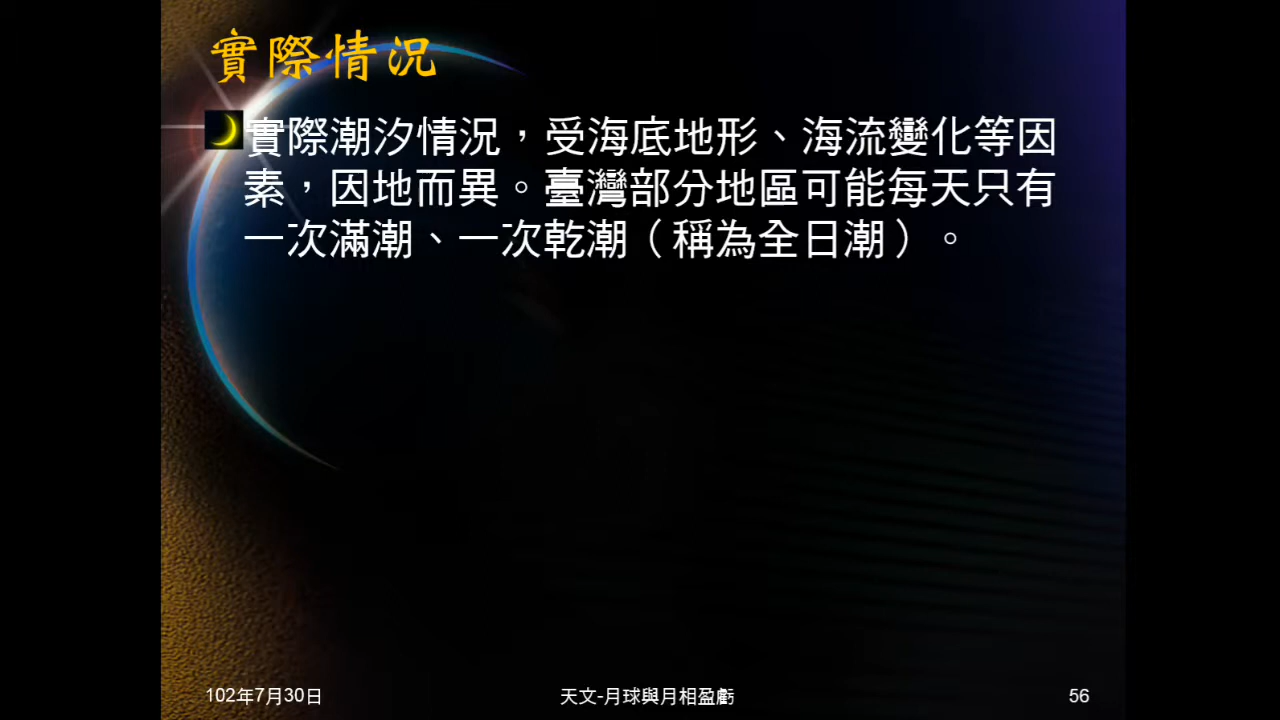 實際情況
實際潮汐情況，受海底地形、海流變化等因
素，因地而異。臺灣部分地區可能每天只有
一次滿潮、一次乾潮（稱為全日潮）。
102年7月30日
天文-月球與月相盈虧
56